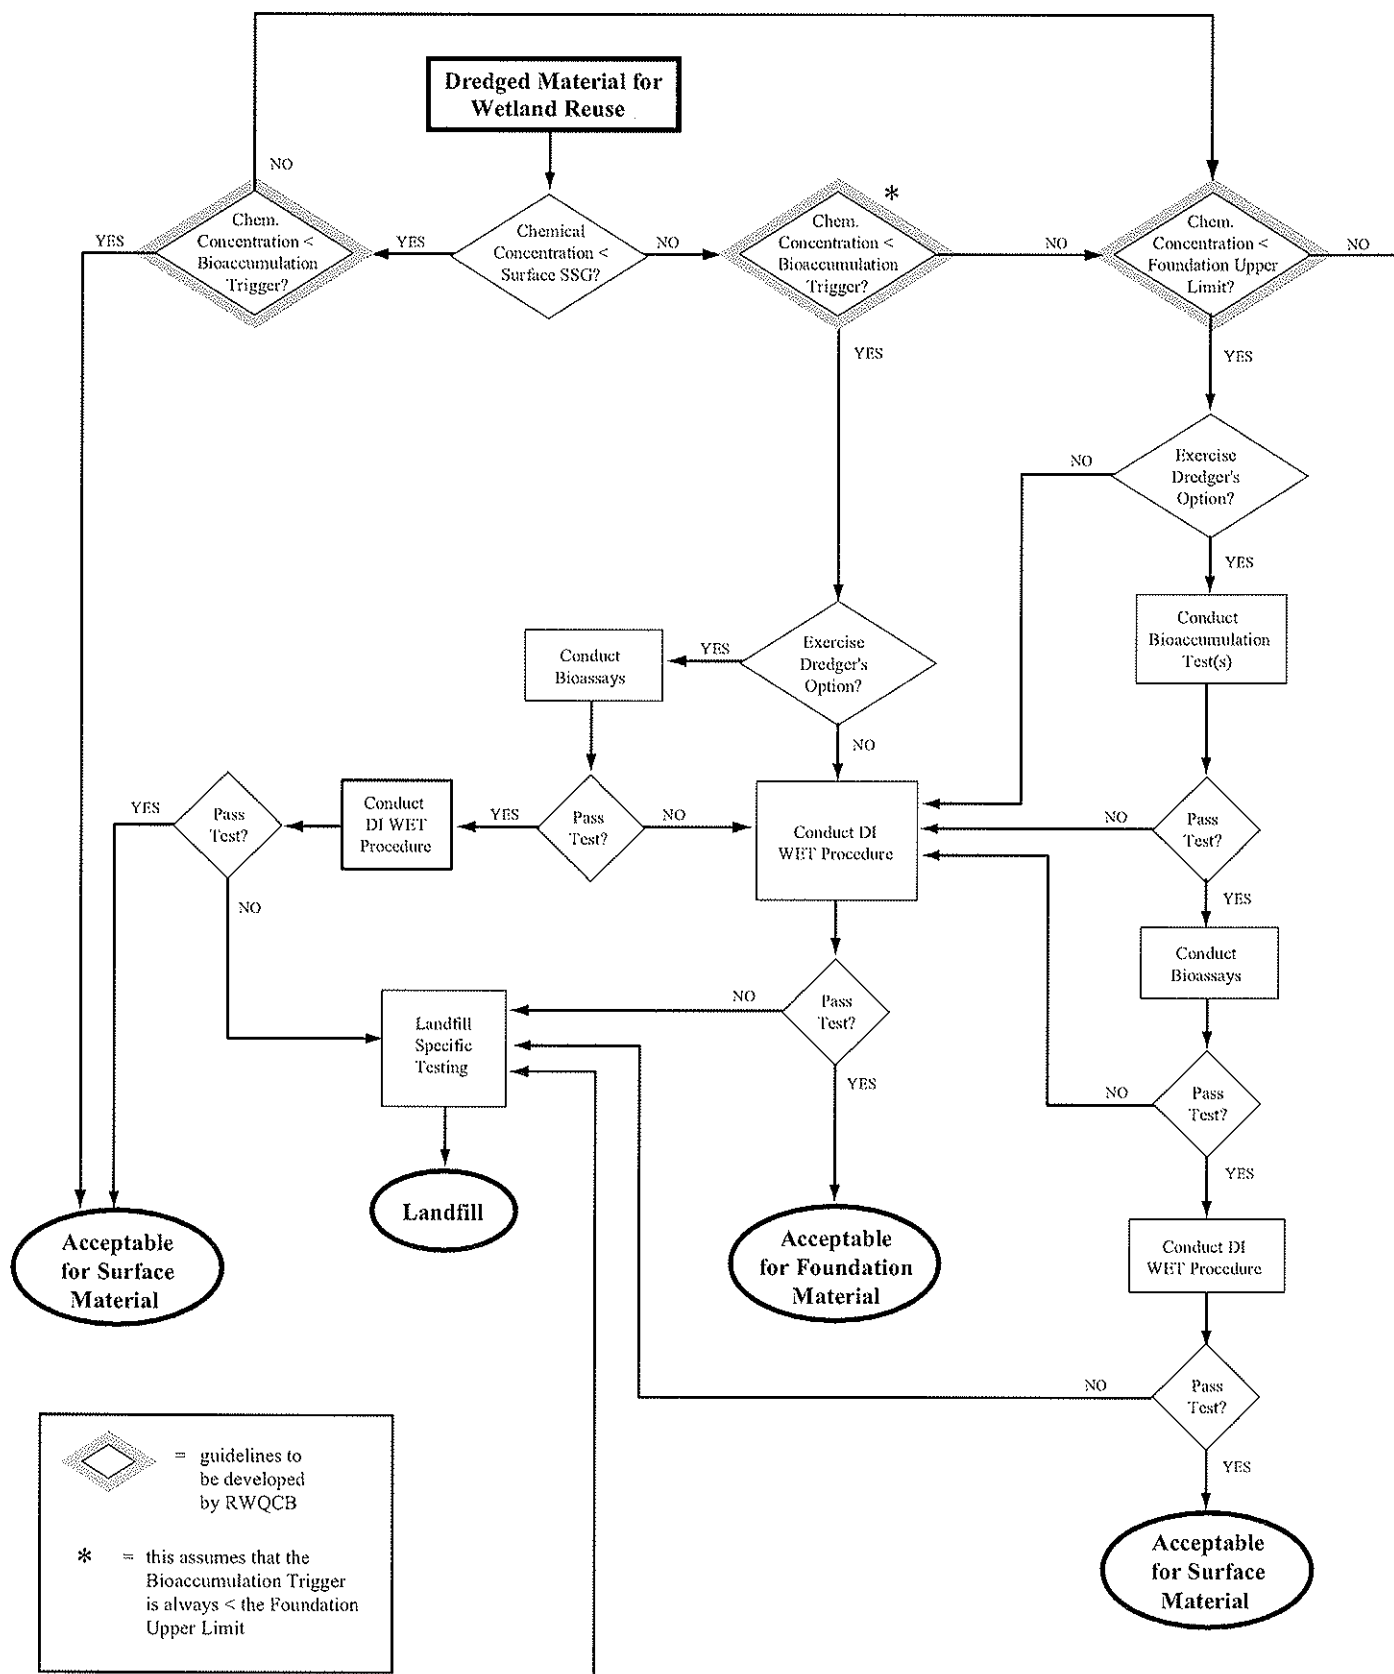 Dredged Material for
Wetland Reuse
NO
*
YES
Chem.
Concentration <
Bioaccumulation
Trigger?
YES
Chemical
Concentration <
Surface SSG?
NO
Chem.
Concentration <
Bioaccumulation
Trigger?
NO
Chem.
Concentration <
Foundation Upper
Limit?
NO
YES
YES
NO
Exercise
Dredger's
Option?
YES
Conduct
Bioaccumulation
Test(s)
Conduct
Bioassays
YES
Exercise
Dredger's
Option?
NO
YES
Pass
Test?
Conduct
DI WET
Procedure
YES
Pass
Test?
NO
Conduct DI
WET Procedure
NO
Pass
Test?
NO
YES
Conduct
Bioassays
Landfill
Specific
Testing
NO
Pass
Test?
YES
NO
Pass
Test?
YES
Landfill
Acceptable
for Surface
Material
Acceptable
for Foundation
Material
Conduct DI
WET Procedure
NO
Pass
Test?
YES
Acceptable
for Surface
Material
= guidelines to
be developed
by RWQCB
* = this assumes that the
Bioaccumulation Trigger
is always < the Foundation
Upper Limit